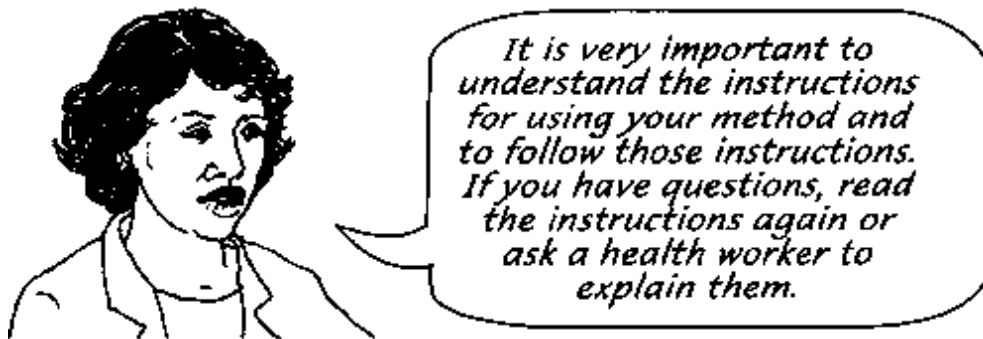 It is very important to
understand the instructions
for using your method and
to follow those instructions.
If you have questions, read
the instructions again or
ask a health worker to
explain them.